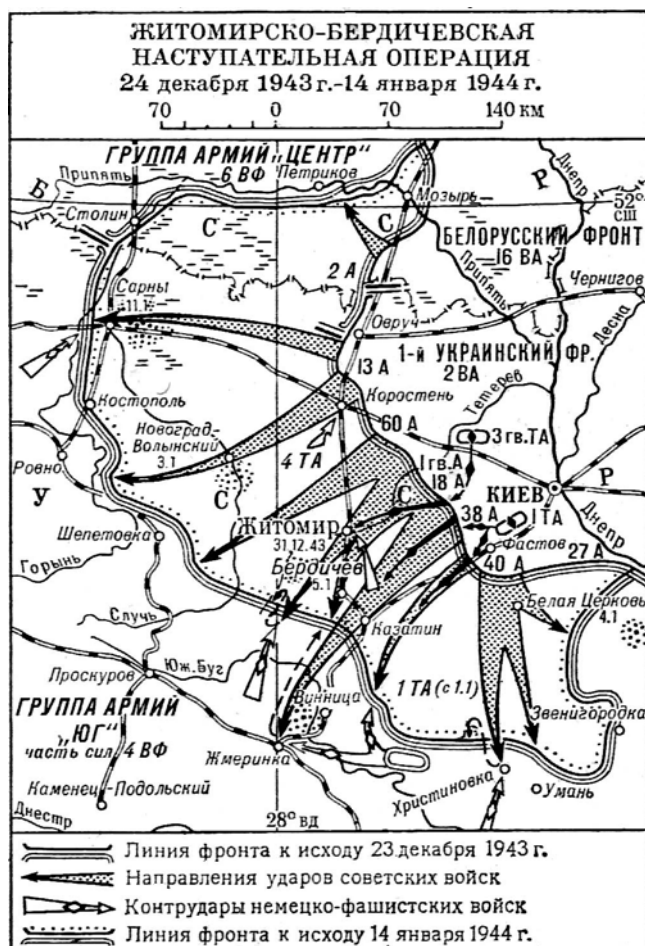 ЖИТОМИРСКО-БЕРДИЧЕВСКАЯ
НАСТУПАТЕЛЬНАЯ ОПЕРАЦИЯ
24 декабря 1943 г.-14 января 1944 г.
70 0 70 140 км
ГРУППА АРМИЙ „ЦЕНТР"
6 ВФ
Припять
Петриков
Мозырь
Днепр
Б
Р
52°
сш
Столин
С
С
БЕЛОРУССКИЙ ФРОНТ
16 ВА
2 А
Припять
Чернигов
Сарны
11.1
Овруч
Десна
1-й УКРАИНСКИЙ ФР.
2 ВА
13 А
Тетерев
Костополь
Коростень
60 А
Новоград-
Волынский
3.1
3 гв. ТА
4 ТА
1 гв. А
18 А
Ровно
У
С
С
КИЕВ
Р
38 А
1 ТА
Житомир
31.12.43
Шепетовка
Днепр
Фастов
27 А
Бердичев
5.1
40 А
Горынь
Белая Церковь
4.1
Случь
Казатин
Проскуров
Юж. Буг
1 ТА (с 1.1)
Винница
ГРУППА АРМИЙ
„ЮГ"
часть сил 4 ВФ
Звенигородка
Жмеринка
Каменец-Подольский
Христиновка
Умань
Днестр
28° вд
Линия фронта к исходу 23 декабря 1943 г.
Направления ударов советских войск
Контрудары немецко-фашистских войск
Линия фронта к исходу 14 января 1944 г.